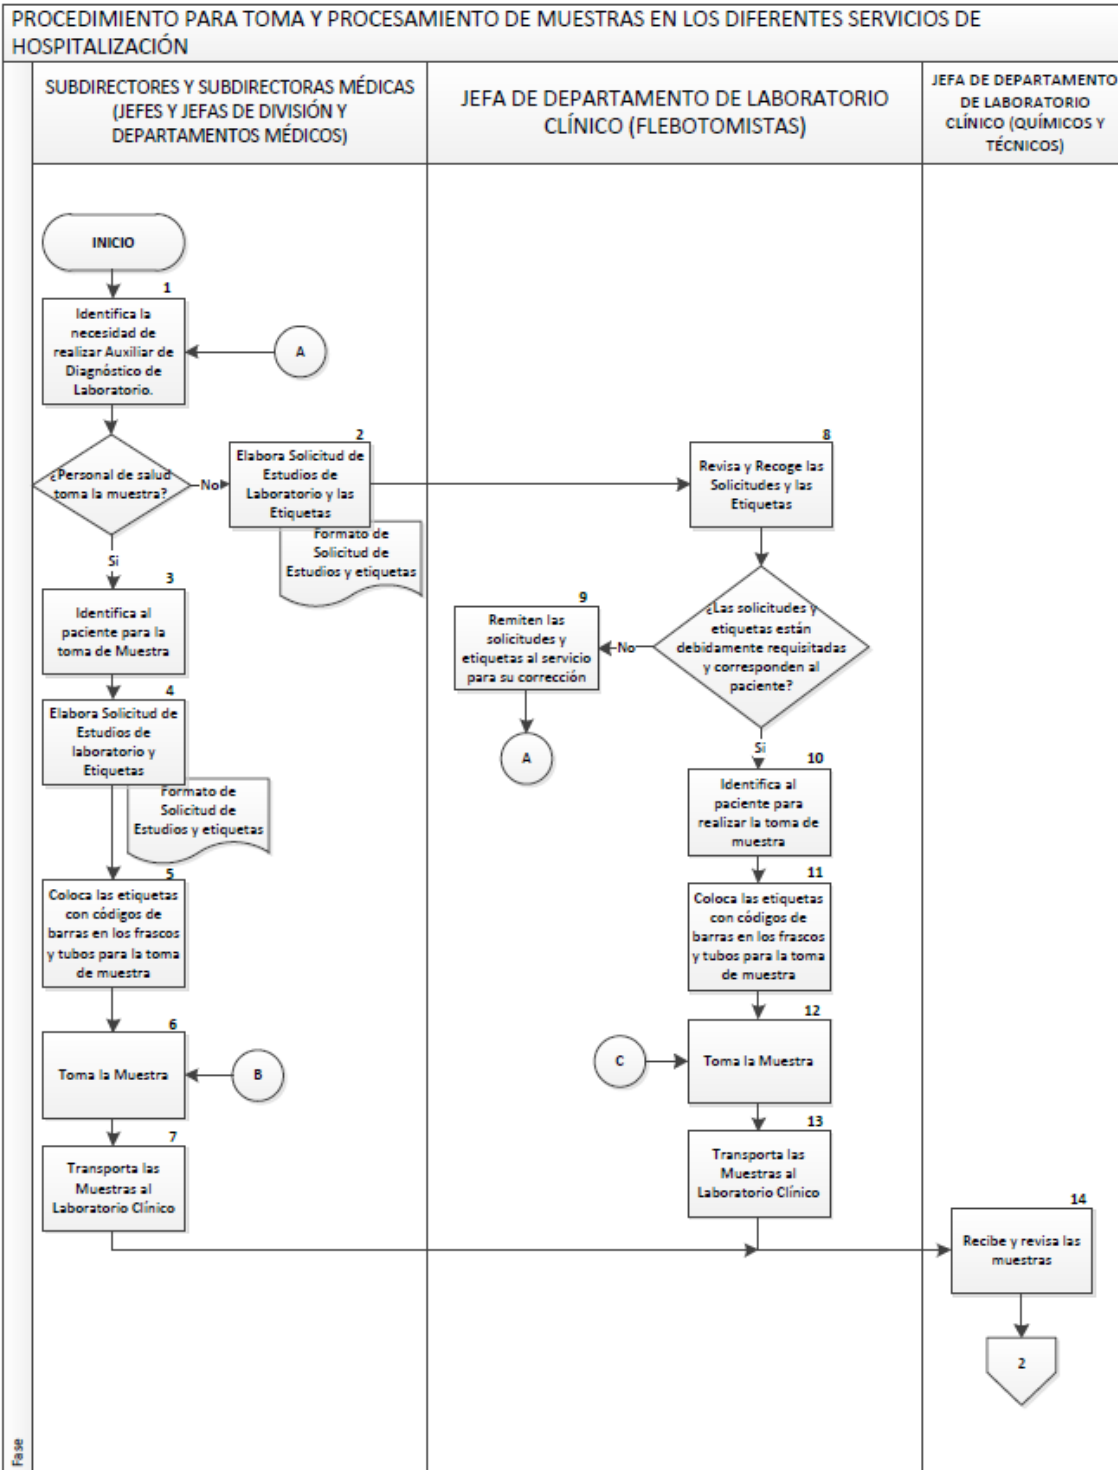 PROCEDIMIENTO PARA TOMA Y PROCESAMIENTO DE MUESTRAS EN LOS DIFERENTES SERVICIOS DE
HOSPITALIZACIÓN
SUBDIRECTORES Y SUBDIRECTORAS MÉDICAS
(JEFES Y JEFAS DE DIVISIÓN Y
DEPARTAMENTOS MÉDICOS)
JEFA DE DEPARTAMENTO DE LABORATORIO
CLÍNICO (FLEBOTOMISTAS)
JEFA DE DEPARTAMENTO
DE LABORATORIO
CLÍNICO (QUÍMICOS Y
TÉCNICOS)
INICIO
1
Identifica la
necesidad de
realizar Auxiliar de
Diagnóstico de
Laboratorio.
A
¿Personal de salud
toma la muestra?
No
2
Elabora Solicitud de
Estudios de
Laboratorio y las
Etiquetas
Formato de
Solicitud de
Estudios y etiquetas
Si
3
Identifica al
paciente para la
toma de Muestra
4
Elabora Solicitud de
Estudios de
laboratorio y
Etiquetas
Formato de
Solicitud de
Estudios y etiquetas
5
Coloca las etiquetas
con códigos de
barras en los frascos
y tubos para la toma
de muestra
6
Toma la Muestra
B
7
Transporta las
Muestras al
Laboratorio Clínico
8
Revisa y Recoge las
Solicitudes y las
Etiquetas
¿Las solicitudes y
etiquetas están
debidamente requisitadas
y corresponden al
paciente?
No
9
Remiten las
solicitudes y
etiquetas al servicio
para su corrección
A
Si
10
Identifica al
paciente para
realizar la toma de
muestra
11
Coloca las etiquetas
con códigos de
barras en los frascos
y tubos para la toma
de muestra
12
C
Toma la Muestra
13
Transporta las
Muestras al
Laboratorio Clínico
14
Recibe y revisa las
muestras
2
Fase